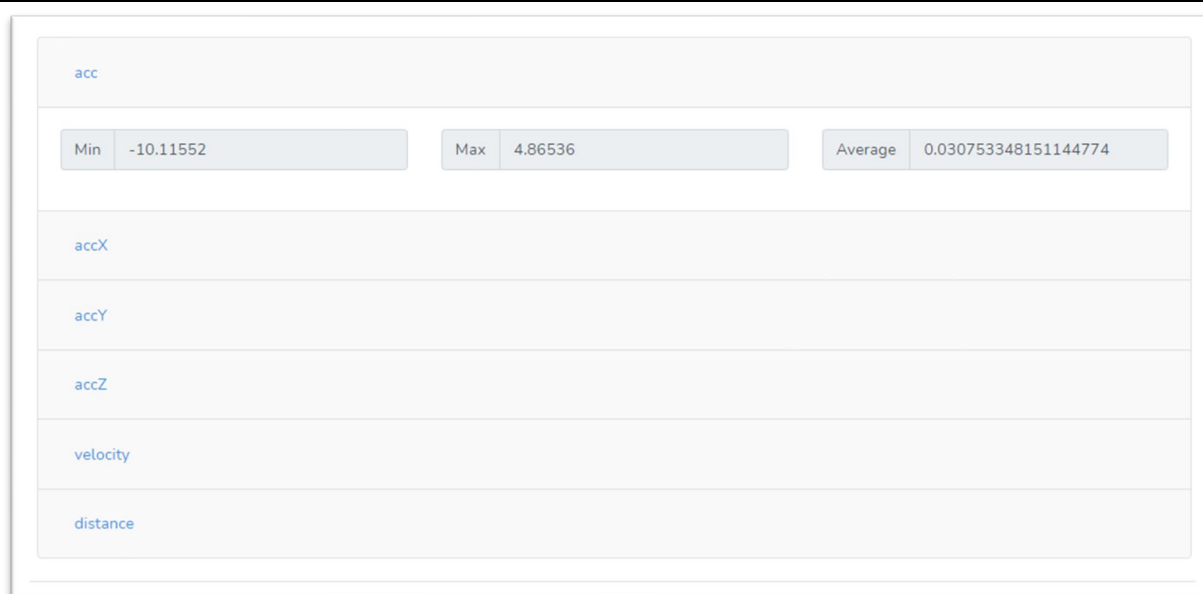 acc
Min -10.11552 Max 4.86536 Average 0.030753348151144774
accX
accY
accZ
velocity
distance